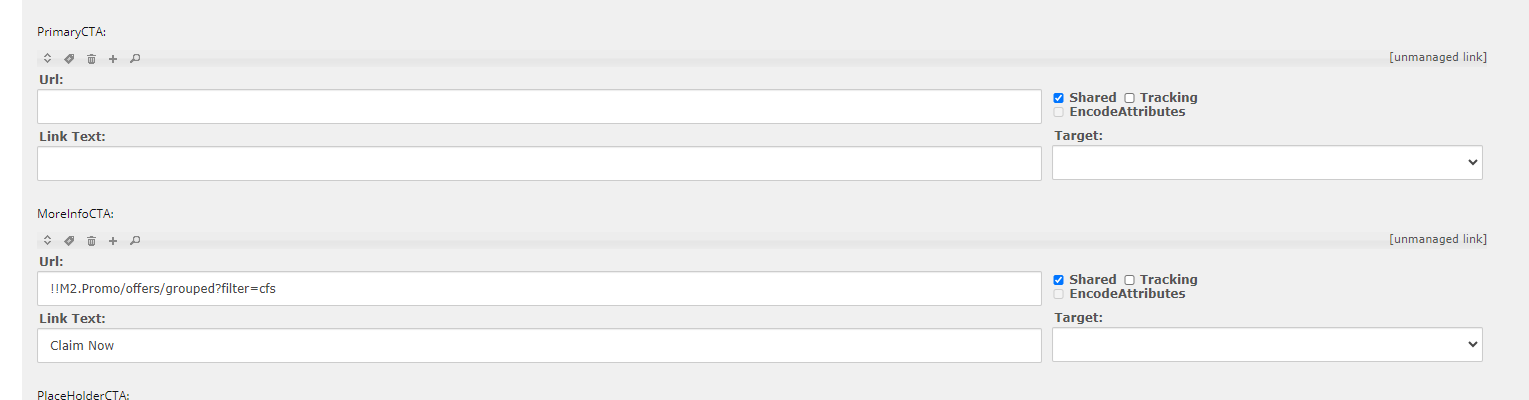 PrimaryCTA:
[unmanaged link]
Url:
Shared Tracking
EncodeAttributes
Link Text:
Target:
MoreInfoCTA:
[unmanaged link]
Url:
!!M2.Promo/offers/grouped?filter=cfs
Shared Tracking
EncodeAttributes
Link Text:
Target:
Claim Now
PlaceHolderCTA: